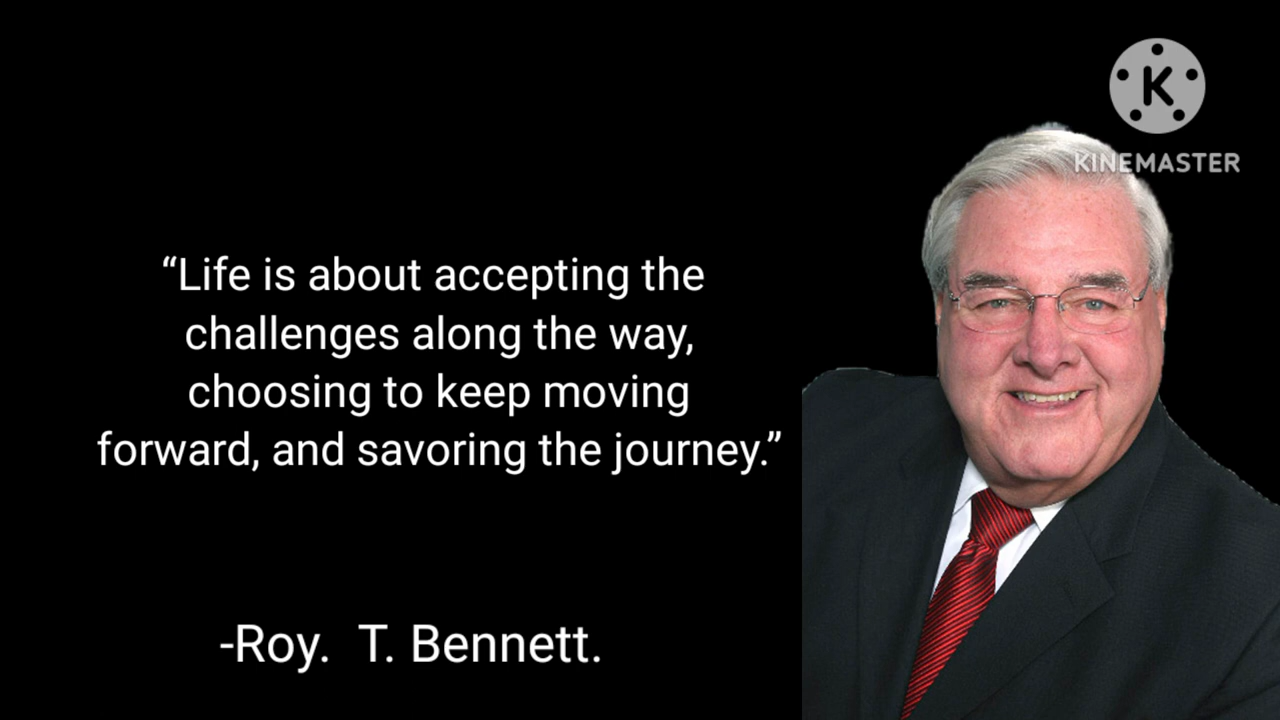 K
KINEMASTER
“Life is about accepting the
challenges along the way,
choosing to keep moving
forward, and savoring the journey.”
-Roy.  T. Bennett.